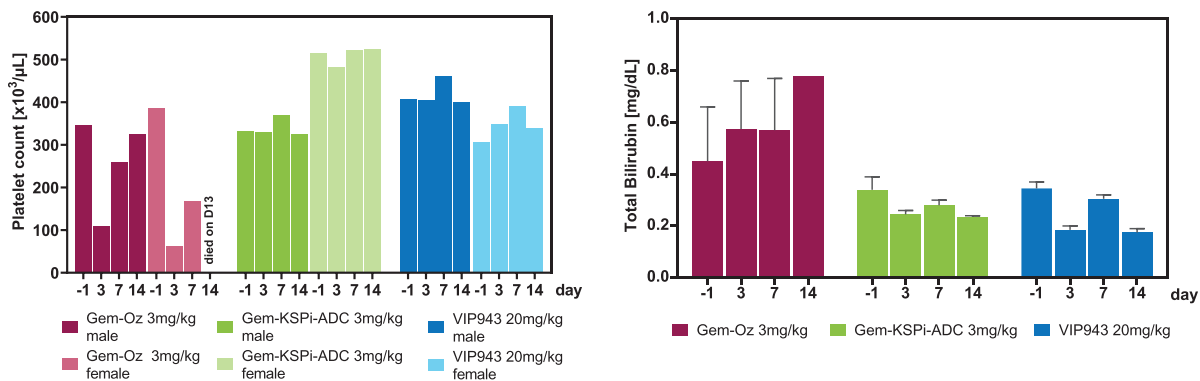 Platelet count [x10³/µL]
600
500
400
300
200
100
0
died on D13
-1 3 7 14 -1 3 7 14 -1 3 7 14 -1 3 7 14 -1 3 7 14 -1 3 7 14 day
Gem-Oz 3mg/kg male
Gem-KSPi-ADC 3mg/kg male
VIP943 20mg/kg male
Gem-Oz 3mg/kg female
Gem-KSPi-ADC 3mg/kg female
VIP943 20mg/kg female
Total Bilirubin [mg/dL]
1.0
0.8
0.6
0.4
0.2
0.0
-1 3 7 14 -1 3 7 14 -1 3 7 14 day
Gem-Oz 3mg/kg
Gem-KSPi-ADC 3mg/kg
VIP943 20mg/kg